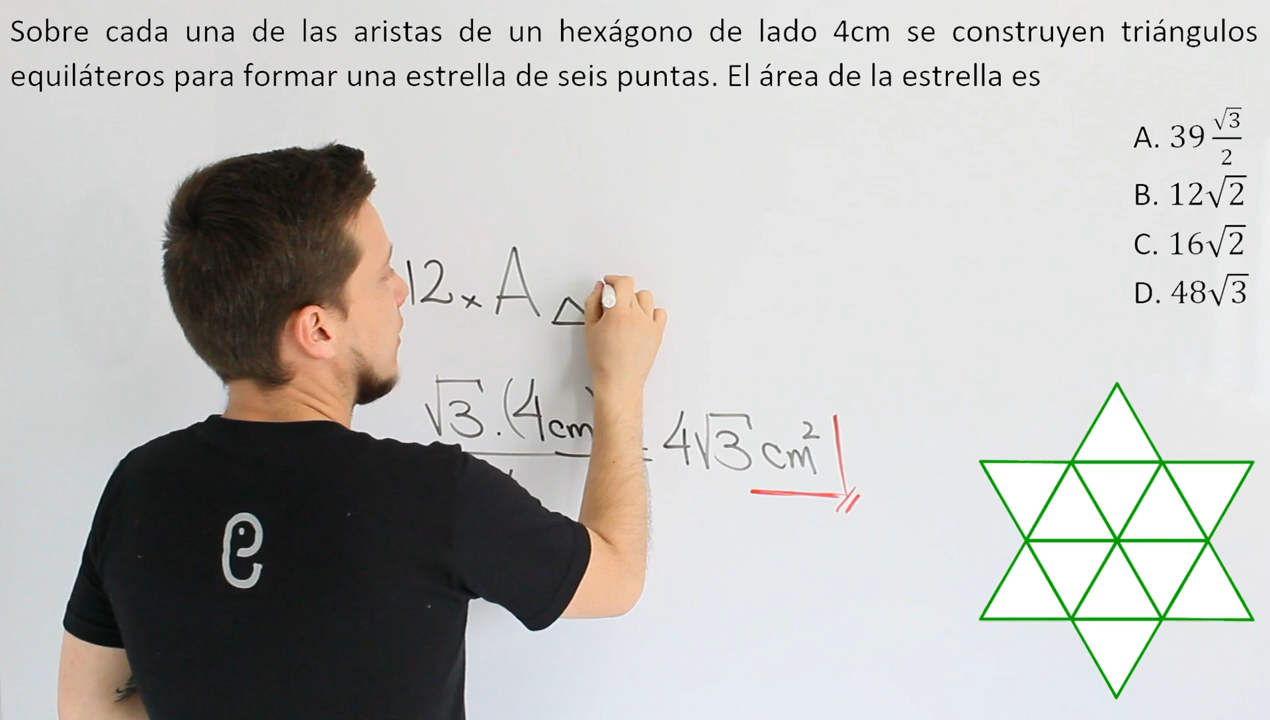 Sobre cada una de las aristas de un hexágono de lado 4cm se construyen triángulos
equiláteros para formar una estrella de seis puntas. El área de la estrella es
A. 39 √3/2
B. 12√2
C. 16√2
D. 48√3
12 × A △
√3 . (4cm
= 4√3 cm²
e